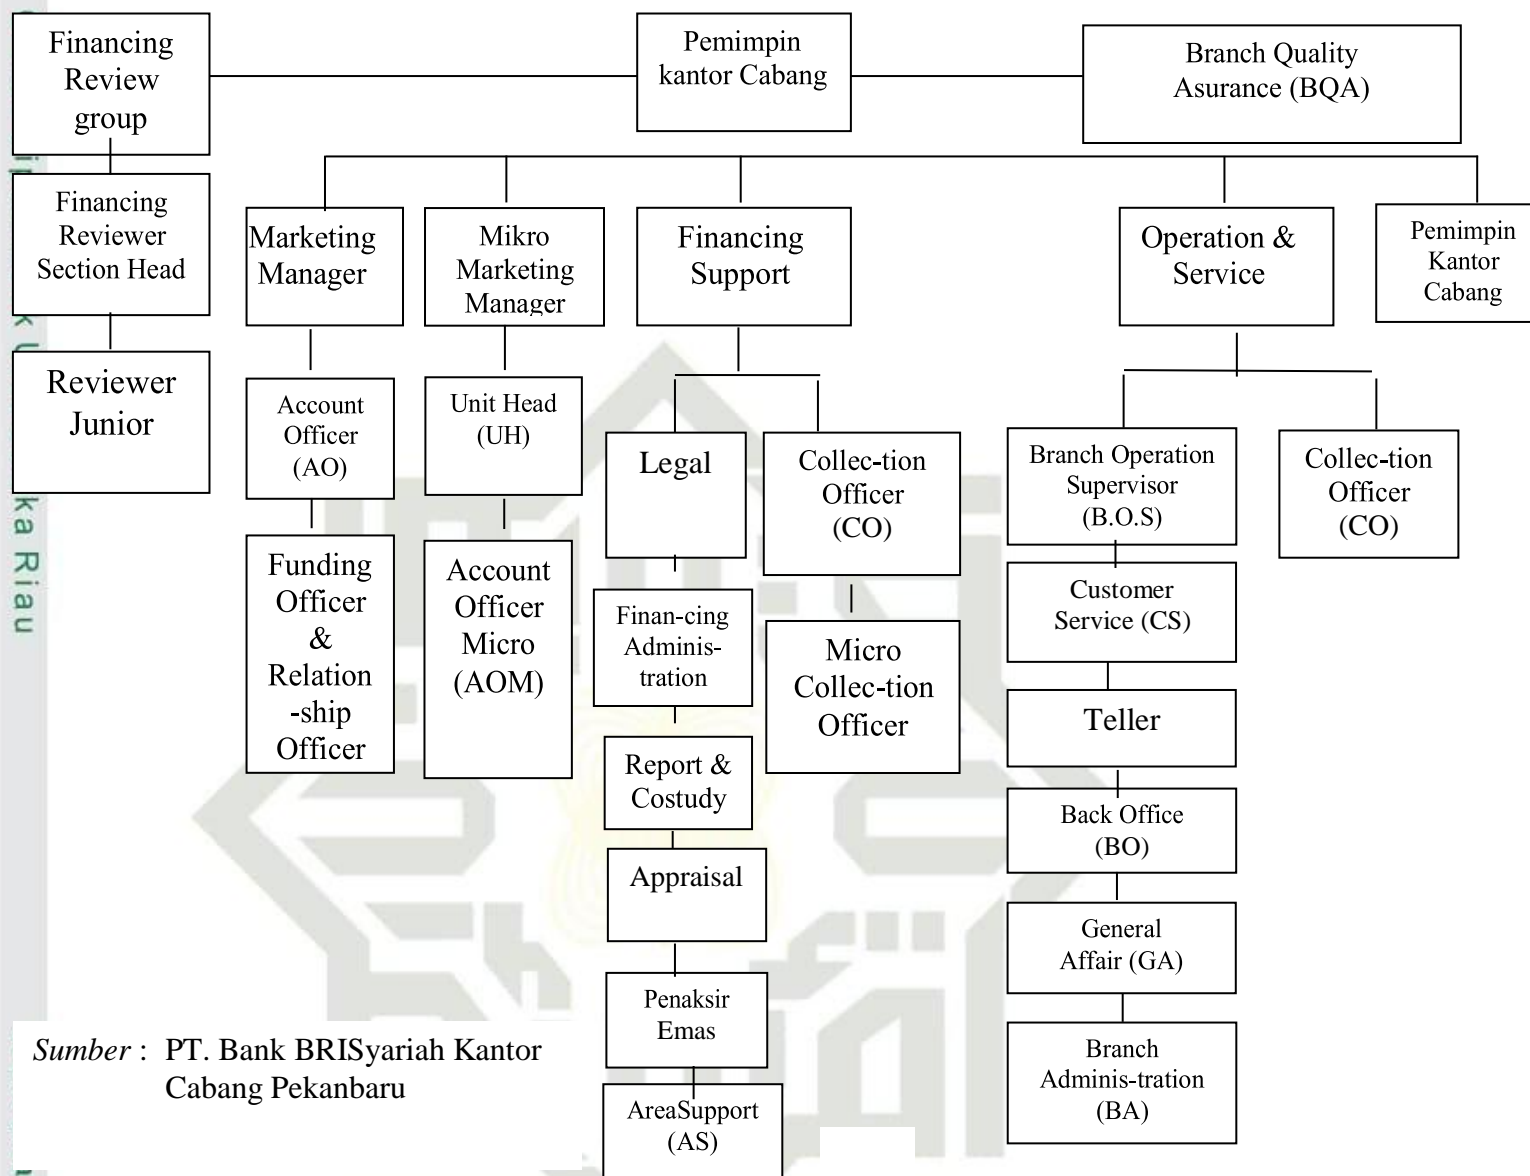 Financing
Review
group
Pemimpin
kantor Cabang
Branch Quality
Asurance (BQA)
Financing
Reviewer
Section Head
Marketing
Manager
Mikro
Marketing
Manager
Financing
Support
Operation &
Service
Pemimpin
Kantor
Cabang
Reviewer
Junior
Account
Officer
(AO)
Unit Head
(UH)
Legal
Collec-tion
Officer
(CO)
Branch Operation
Supervisor
(B.O.S)
Collec-tion
Officer
(CO)
Funding
Officer
&
Relation
-ship
Officer
Account
Officer
Micro
(AOM)
Finan-cing
Adminis-
tration
Micro
Collec-tion
Officer
Customer
Service (CS)
Teller
Report &
Costudy
Back Office
(BO)
Appraisal
General
Affair (GA)
Penaksir
Emas
Branch
Adminis-tration
(BA)
AreaSupport
(AS)
Sumber : PT. Bank BRISyariah Kantor
Cabang Pekanbaru
ka Riau